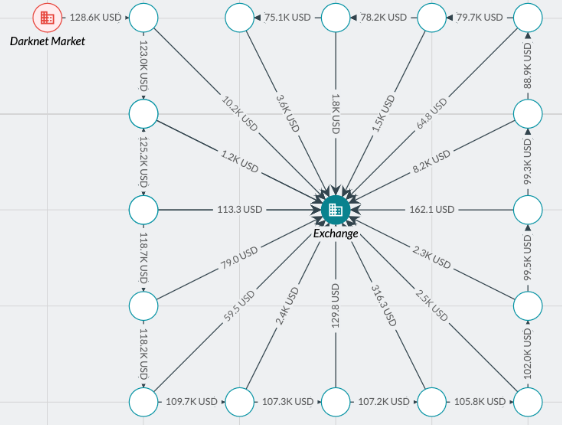 128.6K USD
75.1K USD
78.2K USD
79.7K USD
Darknet Market
123.0K USD
10.2K USD
3.6K USD
1.8K USD
1.5K USD
64.8 USD
88.9K USD
125.2K USD
1.2K USD
8.2K USD
99.3K USD
113.3 USD
162.1 USD
Exchange
118.7K USD
79.0 USD
2.3K USD
99.5K USD
59.5 USD
2.4K USD
129.8 USD
316.3 USD
2.5K USD
118.2K USD
102.0K USD
109.7K USD
107.3K USD
107.2K USD
105.8K USD